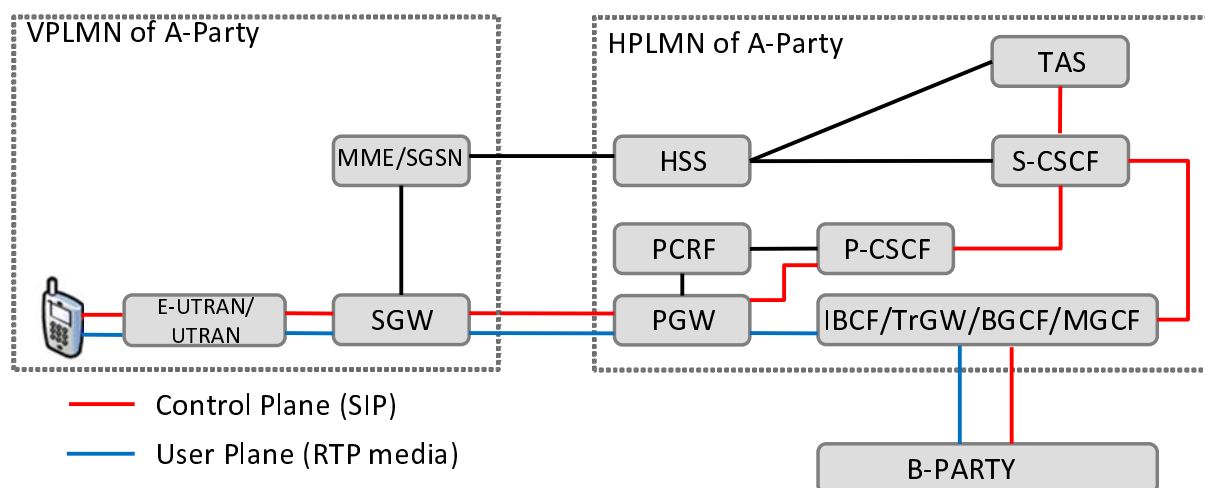 VPLMN of A-Party
HPLMN of A-Party
TAS
MME/SGSN
HSS
S-CSCF
PCRF
P-CSCF
E-UTRAN/
UTRAN
SGW
PGW
IBCF/TrGW/BGCF/MGCF
Control Plane (SIP)
User Plane (RTP media)
B-PARTY